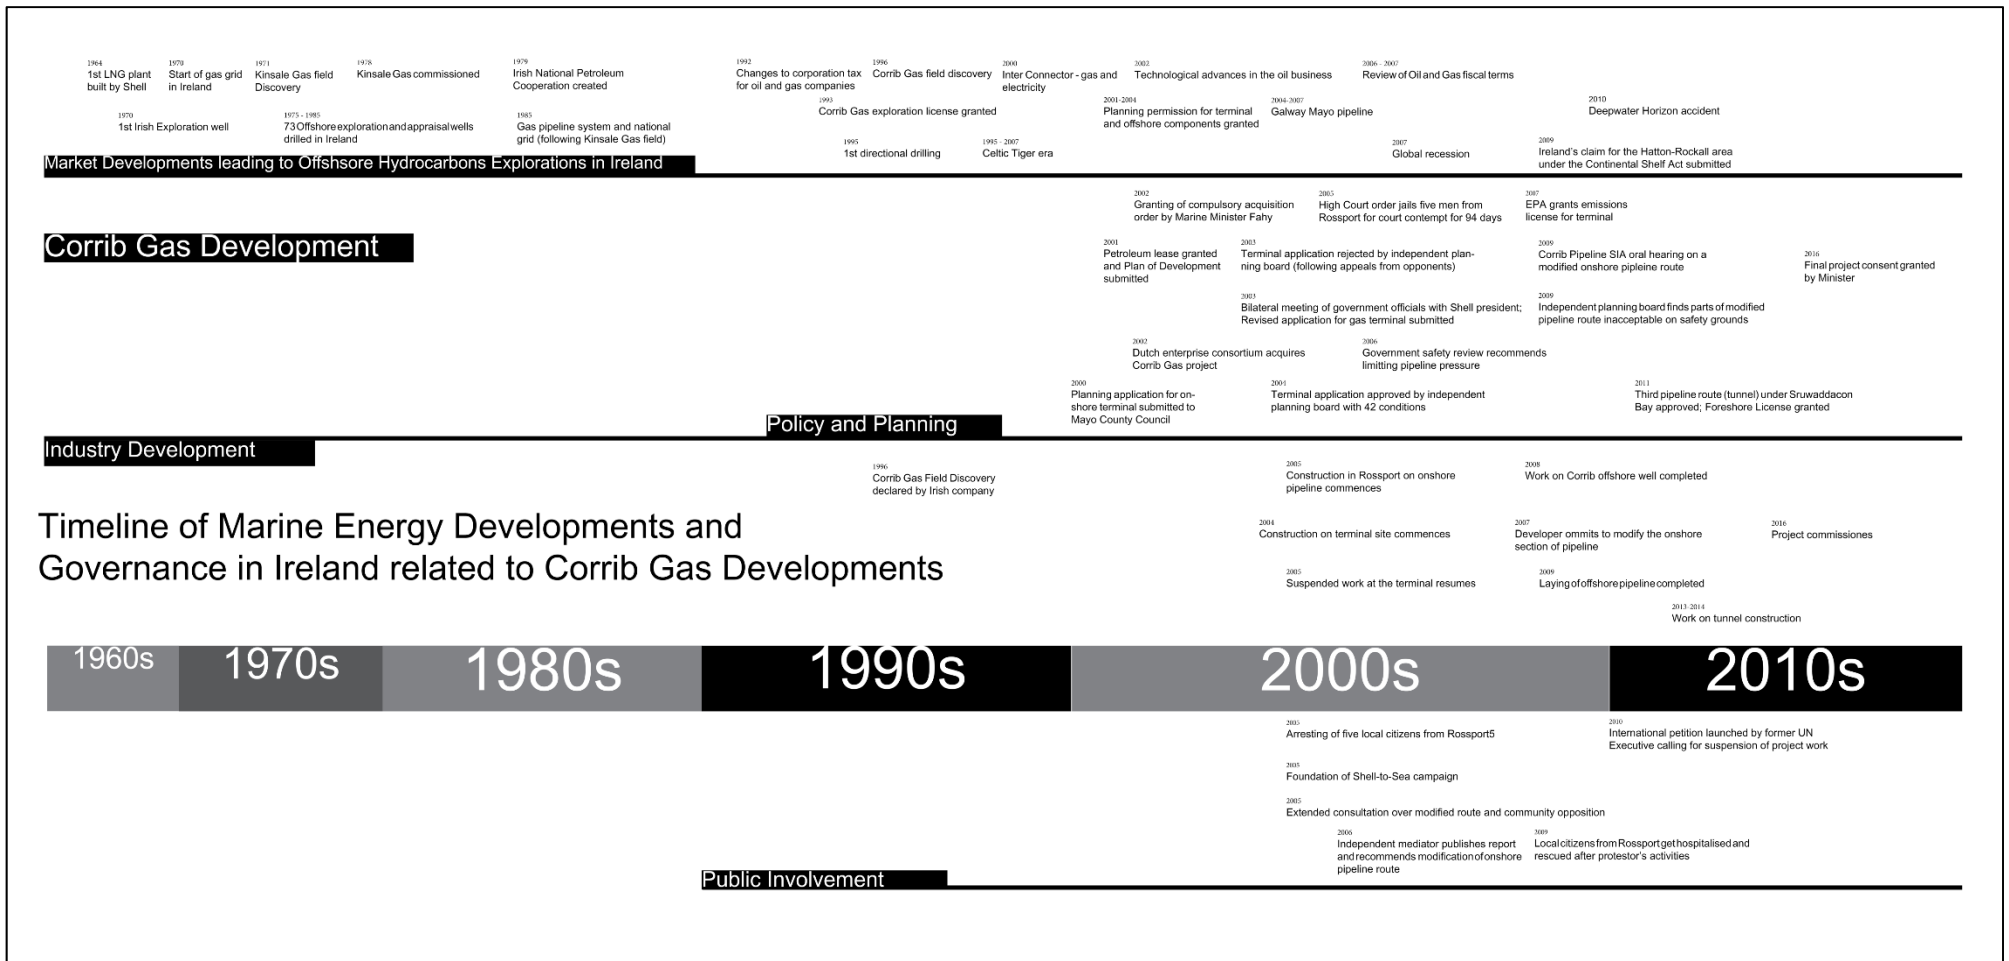 1964
1st LNG plant
built by Shell
1970
Start of gas grid
in Ireland
1971
Kinsale Gas field
Discovery
1978
Kinsale Gas commissioned
1979
Irish National Petroleum
Cooperation created
1992
Changes to corporation tax
for oil and gas companies
1996
Corrib Gas field discovery
2000
Inter Connector - gas and
electricity
2002
Technological advances in the oil business
2006 - 2007
Review of Oil and Gas fiscal terms
1970
1st Irish Exploration well
1975 - 1985
73 Offshore exploration and appraisal wells
drilled in Ireland
1985
Gas pipeline system and national
grid (following Kinsale Gas field)
1993
Corrib Gas exploration license granted
2001-2004
Planning permission for terminal
and offshore components granted
2004-2007
Galway Mayo pipeline
2010
Deepwater Horizon accident
1995
1st directional drilling
1995 - 2007
Celtic Tiger era
2007
Global recession
2009
Ireland's claim for the Hatton-Rockall area
under the Continental Shelf Act submitted
Market Developments leading to Offshsore Hydrocarbons Explorations in Ireland
2002
Granting of compulsory acquisition
order by Marine Minister Fahy
2005
High Court order jails five men from
Rossport for court contempt for 94 days
2007
EPA grants emissions
license for terminal
Corrib Gas Development
2001
Petroleum lease granted
and Plan of Development
submitted
2003
Terminal application rejected by independent plan-
ning board (following appeals from opponents)
2009
Corrib Pipeline SIA oral hearing on a
modified onshore pipleine route
2016
Final project consent granted
by Minister
2003
Bilateral meeting of government officials with Shell president;
Revised application for gas terminal submitted
2009
Independent planning board finds parts of modified
pipeline route inacceptable on safety grounds
2002
Dutch enterprise consortium acquires
Corrib Gas project
2006
Government safety review recommends
limitting pipeline pressure
2000
Planning application for on-
shore terminal submitted to
Mayo County Council
2004
Terminal application approved by independent
planning board with 42 conditions
2011
Third pipeline route (tunnel) under Sruwaddacon
Bay approved; Foreshore License granted
Policy and Planning
Industry Development
1996
Corrib Gas Field Discovery
declared by Irish company
2005
Construction in Rossport on onshore
pipeline commences
2008
Work on Corrib offshore well completed
Timeline of Marine Energy Developments and
Governance in Ireland related to Corrib Gas Developments
2004
Construction on terminal site commences
2007
Developer ommits to modify the onshore
section of pipeline
2016
Project commissiones
2005
Suspended work at the terminal resumes
2009
Laying of offshore pipeline completed
2013-2014
Work on tunnel construction
1960s
1970s
1980s
1990s
2000s
2010s
2005
Arresting of five local citizens from Rossport5
2010
International petition launched by former UN
Executive calling for suspension of project work
2005
Foundation of Shell-to-Sea campaign
2005
Extended consultation over modified route and community opposition
2006
Independent mediator publishes report
and recommends modification of onshore
pipeline route
2009
Local citizens from Rossport get hospitalised and
rescued after protestor's activities
Public Involvement